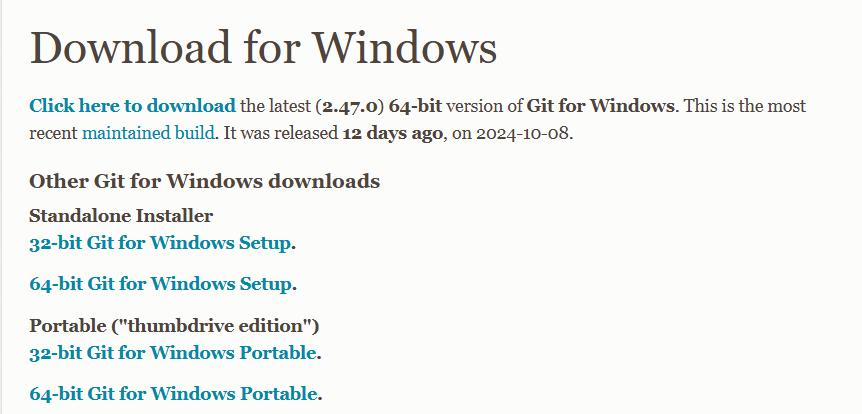 Download for Windows
Click here to download the latest (2.47.0) 64-bit version of Git for Windows. This is the most
recent maintained build. It was released 12 days ago, on 2024-10-08.
Other Git for Windows downloads
Standalone Installer
32-bit Git for Windows Setup.
64-bit Git for Windows Setup.
Portable ("thumbdrive edition")
32-bit Git for Windows Portable.
64-bit Git for Windows Portable.